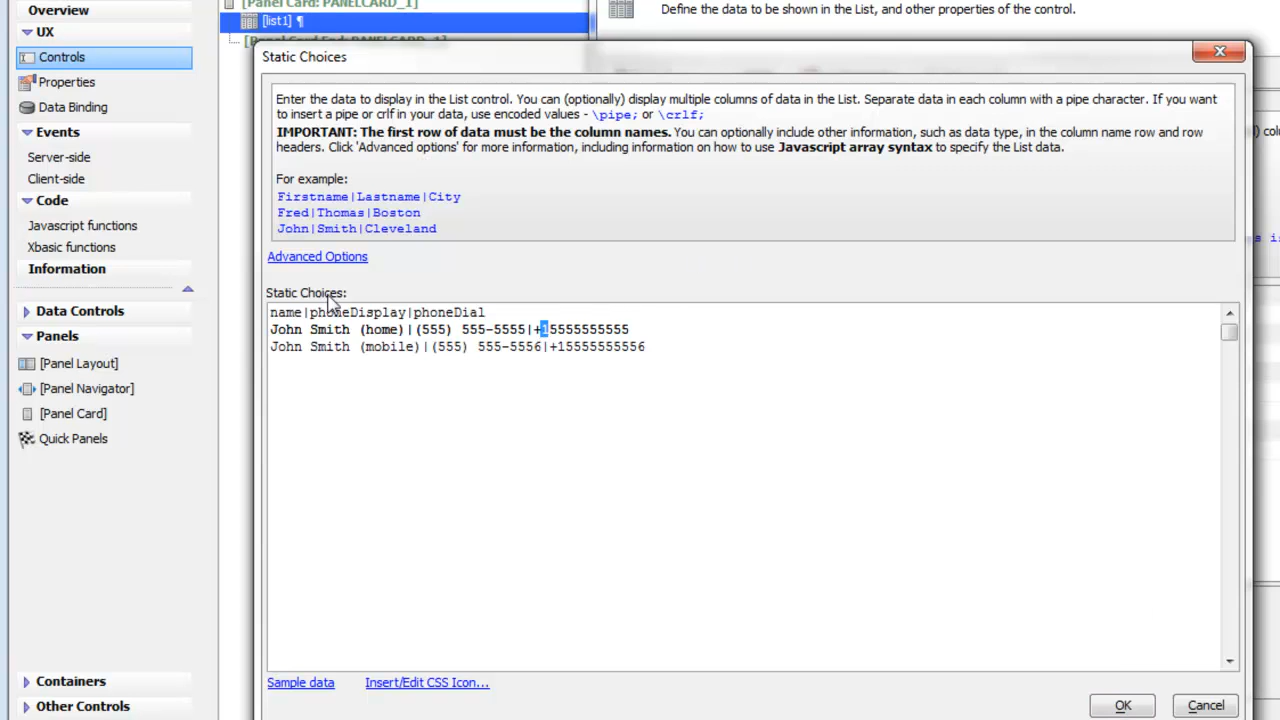 Overview
UX
Controls
Properties
Data Binding
Events
Server-side
Client-side
Code
Javascript functions
Xbasic functions
Information
Data Controls
Panels
[Panel Layout]
[Panel Navigator]
[Panel Card]
Quick Panels
Containers
Other Controls
[Panel Card: PANELCARD_1]
[list1] ¶
[Panel Card End: PANELCARD_1]
Define the data to be shown in the List, and other properties of the control.
Static Choices
Enter the data to display in the List control. You can (optionally) display multiple columns of data in the List. Separate data in each column with a pipe character. If you want
to insert a pipe or crlf in your data, use encoded values - \pipe; or \crlf;
IMPORTANT: The first row of data must be the column names. You can optionally include other information, such as data type, in the column name row and row
headers. Click 'Advanced options' for more information, including information on how to use Javascript array syntax to specify the List data.
For example:
Firstname|Lastname|City
Fred|Thomas|Boston
John|Smith|Cleveland
Advanced Options
Static Choices:
name|phoneDisplay|phoneDial
John Smith (home)|(555) 555-5555|+15555555555
John Smith (mobile)|(555) 555-5556|+15555555556
Sample data
Insert/Edit CSS Icon...
OK
Cancel